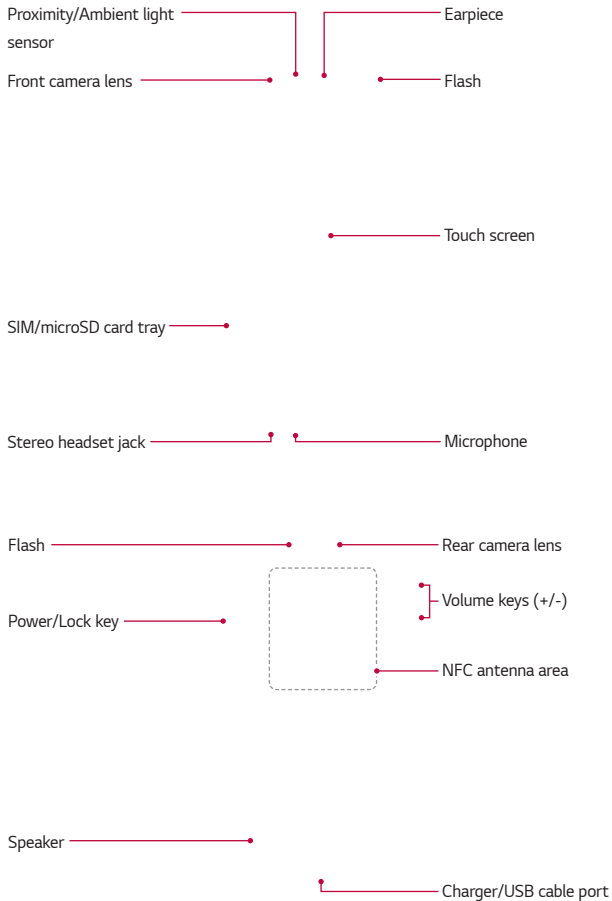 Proximity/Ambient light
sensor
Earpiece
Front camera lens
Flash
Touch screen
SIM/microSD card tray
Stereo headset jack
Microphone
Flash
Rear camera lens
Volume keys (+/-)
Power/Lock key
NFC antenna area
Speaker
Charger/USB cable port